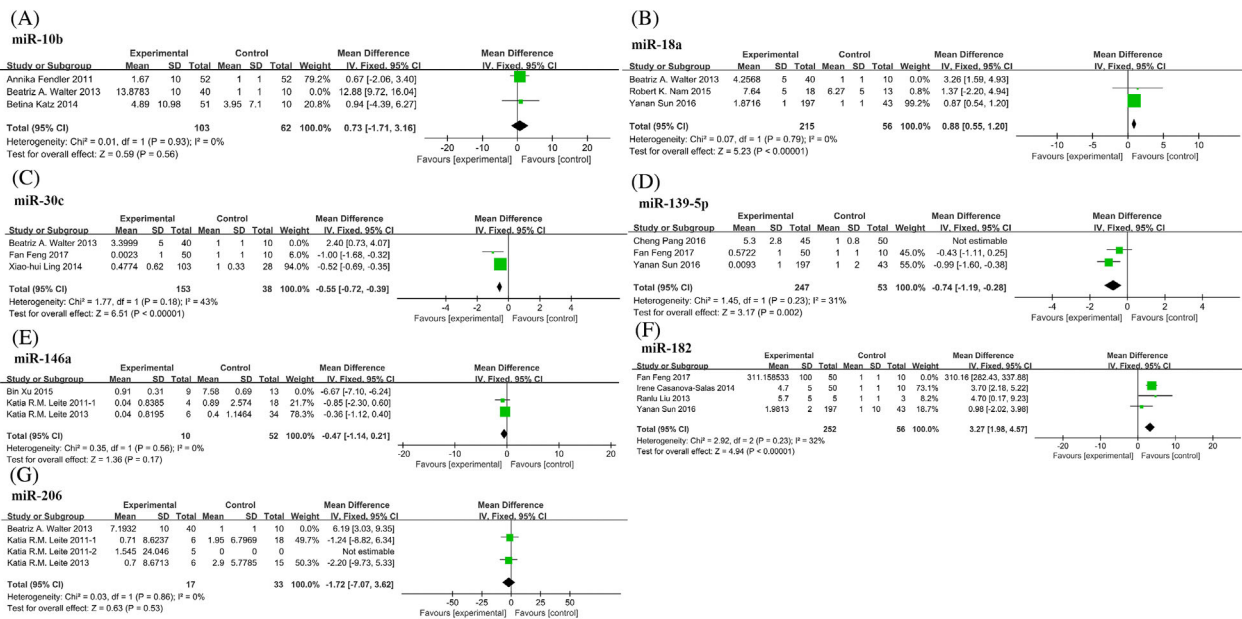 (A)
miR-10b
Experimental Control Mean Difference Mean Difference
Study or Subgroup Mean SD Total Mean SD Total Weight IV, Fixed, 95% CI IV, Fixed, 95% CI
Annika Fendler 2011 1.67 10 52 1 1 52 79.2% 0.67 [-2.06, 3.40]
Beatriz A. Walter 2013 13.8783 10 40 1 1 10 0.0% 12.88 [9.72, 16.04]
Betina Katz 2014 4.89 10.98 51 3.95 7.1 10 20.8% 0.94 [-4.39, 6.27]
Total (95% CI) 103 62 100.0% 0.73 [-1.71, 3.16]
Heterogeneity: Chi² = 0.01, df = 1 (P = 0.93); I² = 0%
Test for overall effect: Z = 0.59 (P = 0.56)
-20 -10 0 10 20
Favours [experimental] Favours [control]
(B)
miR-18a
Experimental Control Mean Difference Mean Difference
Study or Subgroup Mean SD Total Mean SD Total Weight IV, Fixed, 95% CI IV, Fixed, 95% CI
Beatriz A. Walter 2013 4.2568 5 40 1 1 10 0.0% 3.26 [1.59, 4.93]
Robert K. Nam 2015 7.64 5 18 6.27 5 13 0.8% 1.37 [-2.20, 4.94]
Yanan Sun 2016 1.8716 1 197 1 1 43 99.2% 0.87 [0.54, 1.20]
Total (95% CI) 215 56 100.0% 0.88 [0.55, 1.20]
Heterogeneity: Chi² = 0.07, df = 1 (P = 0.79); I² = 0%
Test for overall effect: Z = 5.23 (P < 0.00001)
-10 -5 0 5 10
Favours [experimental] Favours [control]
(C)
miR-30c
Experimental Control Mean Difference Mean Difference
Study or Subgroup Mean SD Total Mean SD Total Weight IV, Fixed, 95% CI IV, Fixed, 95% CI
Beatriz A. Walter 2013 3.3999 5 40 1 1 10 0.0% 2.40 [0.73, 4.07]
Fan Feng 2017 0.0023 1 50 1 1 10 6.0% -1.00 [-1.68, -0.32]
Xiao-hui Ling 2014 0.4774 0.62 103 1 0.33 28 94.0% -0.52 [-0.69, -0.35]
Total (95% CI) 153 38 100.0% -0.55 [-0.72, -0.39]
Heterogeneity: Chi² = 1.77, df = 1 (P = 0.18); I² = 43%
Test for overall effect: Z = 6.51 (P < 0.00001)
-4 -2 0 2 4
Favours [experimental] Favours [control]
(D)
miR-139-5p
Experimental Control Mean Difference Mean Difference
Study or Subgroup Mean SD Total Mean SD Total Weight IV, Fixed, 95% CI IV, Fixed, 95% CI
Cheng Pang 2016 5.3 2.8 45 1 0.8 50 Not estimable
Fan Feng 2017 0.5722 1 50 1 1 10 45.0% -0.43 [-1.11, 0.25]
Yanan Sun 2016 0.0093 1 197 1 2 43 55.0% -0.99 [-1.60, -0.38]
Total (95% CI) 247 53 100.0% -0.74 [-1.19, -0.28]
Heterogeneity: Chi² = 1.45, df = 1 (P = 0.23); I² = 31%
Test for overall effect: Z = 3.17 (P = 0.002)
-4 -2 0 2 4
Favours [experimental] Favours [control]
(E)
miR-146a
Experimental Control Mean Difference Mean Difference
Study or Subgroup Mean SD Total Mean SD Total Weight IV, Fixed, 95% CI IV, Fixed, 95% CI
Bin Xu 2015 0.91 0.31 9 7.58 0.69 13 0.0% -6.67 [-7.10, -6.24]
Katia R.M. Leite 2011-1 0.04 0.8385 4 0.89 2.574 18 21.7% -0.85 [-2.30, 0.60]
Katia R.M. Leite 2013 0.04 0.8195 6 0.4 1.1464 34 78.3% -0.36 [-1.12, 0.40]
Total (95% CI) 10 52 100.0% -0.47 [-1.14, 0.21]
Heterogeneity: Chi² = 0.35, df = 1 (P = 0.56); I² = 0%
Test for overall effect: Z = 1.36 (P = 0.17)
-20 -10 0 10 20
Favours [experimental] Favours [control]
(F)
miR-182
Experimental Control Mean Difference Mean Difference
Study or Subgroup Mean SD Total Mean SD Total Weight IV, Fixed, 95% CI IV, Fixed, 95% CI
Fan Feng 2017 311.158533 100 50 1 1 10 0.0% 310.16 [282.43, 337.88]
Irene Casanova-Salas 2014 4.7 5 50 1 1 10 73.1% 3.70 [2.18, 5.22]
Ranlu Liu 2013 5.7 5 5 1 1 3 8.2% 4.70 [0.17, 9.23]
Yanan Sun 2016 1.9813 2 197 1 10 43 18.7% 0.98 [-2.02, 3.98]
Total (95% CI) 252 56 100.0% 3.27 [1.98, 4.57]
Heterogeneity: Chi² = 2.92, df = 2 (P = 0.23); I² = 32%
Test for overall effect: Z = 4.94 (P < 0.00001)
-20 -10 0 10 20
Favours [experimental] Favours [control]
(G)
miR-206
Experimental Control Mean Difference Mean Difference
Study or Subgroup Mean SD Total Mean SD Total Weight IV, Fixed, 95% CI IV, Fixed, 95% CI
Beatriz A. Walter 2013 7.1932 10 40 1 1 10 0.0% 6.19 [3.03, 9.35]
Katia R.M. Leite 2011-1 0.71 8.6237 6 1.95 6.7969 18 49.7% -1.24 [-8.82, 6.34]
Katia R.M. Leite 2011-2 1.545 24.046 5 0 0 0 Not estimable
Katia R.M. Leite 2013 0.7 8.6713 6 2.9 5.7785 15 50.3% -2.20 [-9.73, 5.33]
Total (95% CI) 17 33 100.0% -1.72 [-7.07, 3.62]
Heterogeneity: Chi² = 0.03, df = 1 (P = 0.86); I² = 0%
Test for overall effect: Z = 0.63 (P = 0.53)
-50 -25 0 25 50
Favours [experimental] Favours [control]